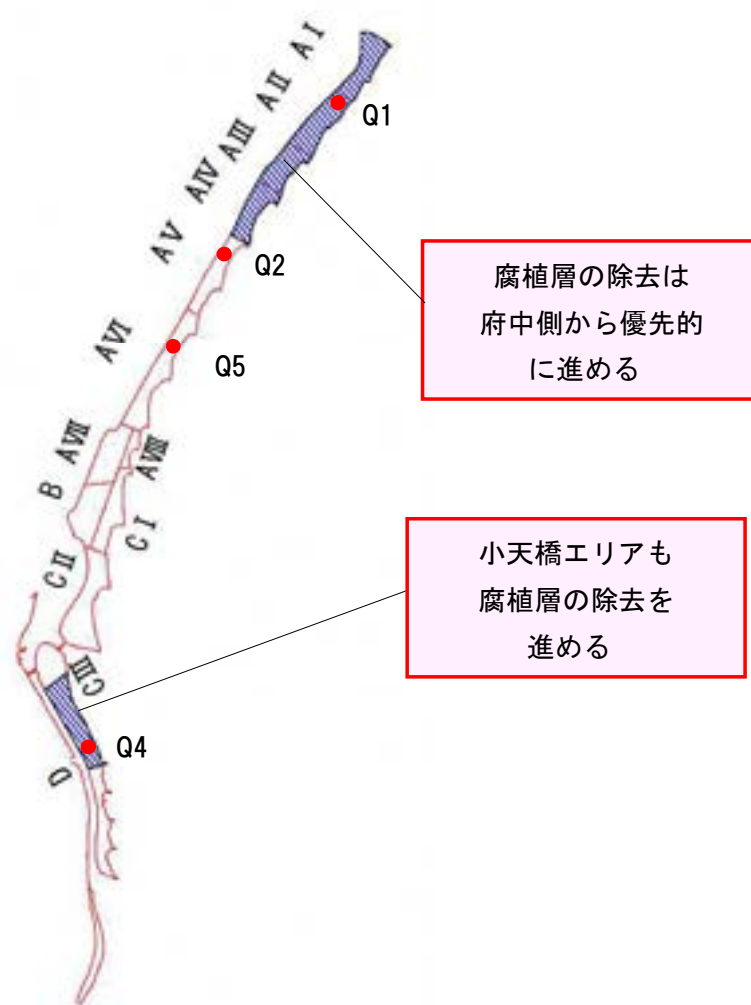 AⅠ
AⅡ
Q1
AⅢ
AⅣ
AⅤ
Q2
腐植層の除去は
府中側から優先的
に進める
AⅥ
Q5
AⅦ
AⅧ
B
CⅠ
CⅡ
小天橋エリアも
腐植層の除去を
進める
CⅢ
Q4
D